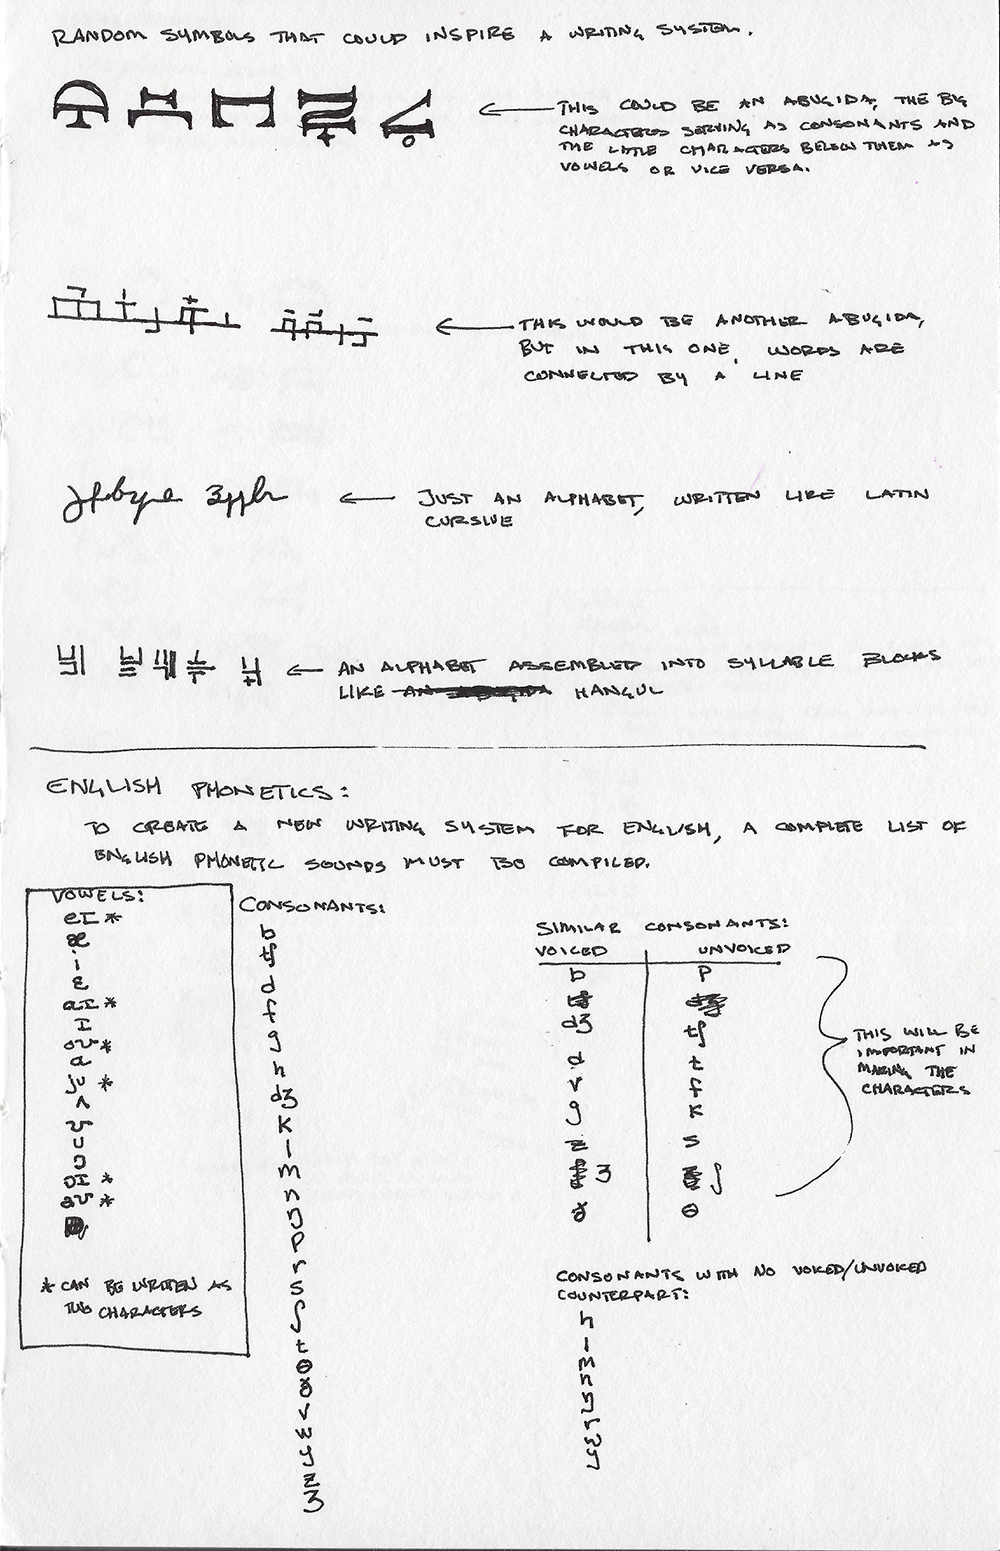 RANDOM SYMBOLS THAT COULD INSPIRE A WRITING SYSTEM.
THIS COULD BE AN ABUGIDA, THE BIG
CHARACTERS SERVING AS CONSONANTS AND
THE LITTLE CHARACTERS BELOW THEM AS
VOWELS OR VICE VERSA.
THIS WOULD BE ANOTHER ABUGIDA,
BUT IN THIS ONE, WORDS ARE
CONNECTED BY A LINE
JUST AN ALPHABET, WRITTEN LIKE LATIN
CURSIVE
AN ALPHABET ASSEMBLED INTO SYLLABLE BLOCKS
LIKE HANGUL
ENGLISH PHONETICS:
TO CREATE A NEW WRITING SYSTEM FOR ENGLISH, A COMPLETE LIST OF
ENGLISH PHONETIC SOUNDS MUST BE COMPILED.
VOWELS:
eɪ *
æ
i
ɛ
aɪ *
ɪ
oʊ *
ɑ
ju *
ʌ
ʊ
u
ɔ
ɔɪ *
aʊ *
* CAN BE WRITTEN AS
TWO CHARACTERS
CONSONANTS:
b
tʃ
d
f
g
h
dʒ
k
l
m
n
ŋ
p
r
s
ʃ
t
θ
ð
v
w
j
z
ʒ
SIMILAR CONSONANTS:
VOICED UNVOICED
b p
dʒ tʃ
d t
v f
g k
z s
ʒ ʃ
ð θ
THIS WILL BE
IMPORTANT IN
MAKING THE
CHARACTERS
CONSONANTS WITH NO VOICED/UNVOICED
COUNTERPART:
h
l
m
n
ŋ
r
w
j